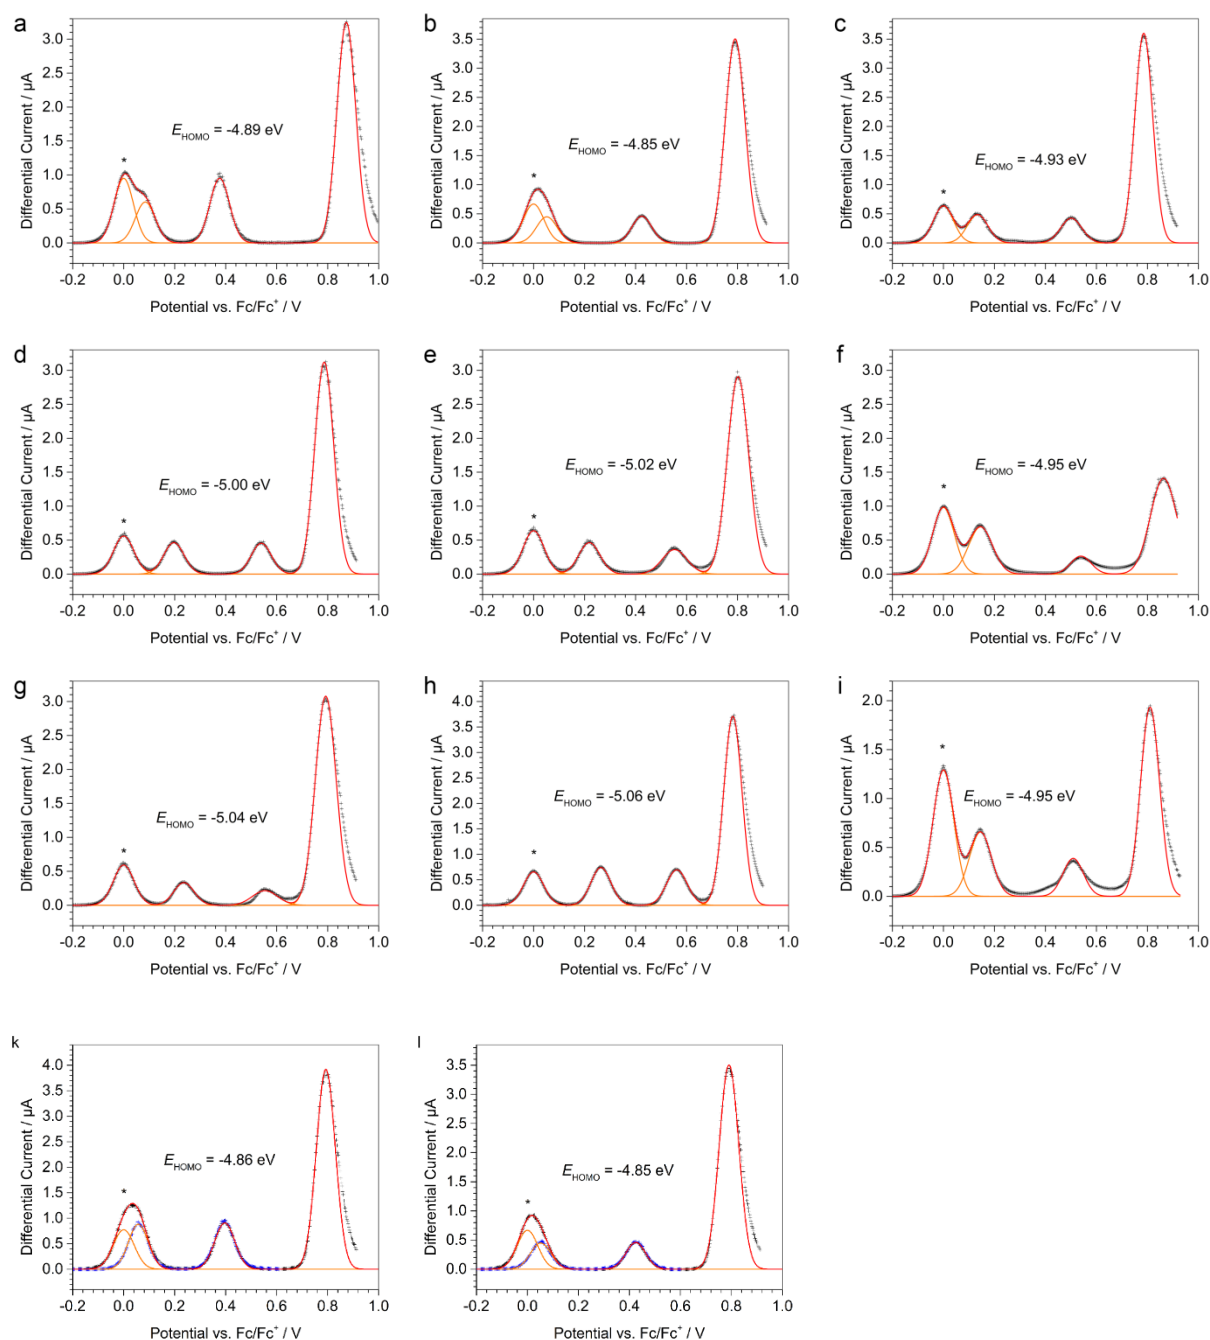 a
Differential Current / µA
3.0
2.5
2.0
1.5
1.0
0.5
0.0
E_HOMO = -4.89 eV
*
-0.2 0.0 0.2 0.4 0.6 0.8 1.0
Potential vs. Fc/Fc⁺ / V
b
Differential Current / µA
3.5
3.0
2.5
2.0
1.5
1.0
0.5
0.0
E_HOMO = -4.85 eV
*
-0.2 0.0 0.2 0.4 0.6 0.8 1.0
Potential vs. Fc/Fc⁺ / V
c
Differential Current / µA
3.5
3.0
2.5
2.0
1.5
1.0
0.5
0.0
E_HOMO = -4.93 eV
*
-0.2 0.0 0.2 0.4 0.6 0.8 1.0
Potential vs. Fc/Fc⁺ / V
d
Differential Current / µA
3.0
2.5
2.0
1.5
1.0
0.5
0.0
E_HOMO = -5.00 eV
*
-0.2 0.0 0.2 0.4 0.6 0.8 1.0
Potential vs. Fc/Fc⁺ / V
e
Differential Current / µA
3.0
2.5
2.0
1.5
1.0
0.5
0.0
E_HOMO = -5.02 eV
*
-0.2 0.0 0.2 0.4 0.6 0.8 1.0
Potential vs. Fc/Fc⁺ / V
f
Differential Current / µA
3.0
2.5
2.0
1.5
1.0
0.5
0.0
E_HOMO = -4.95 eV
*
-0.2 0.0 0.2 0.4 0.6 0.8 1.0
Potential vs. Fc/Fc⁺ / V
g
Differential Current / µA
3.0
2.5
2.0
1.5
1.0
0.5
0.0
E_HOMO = -5.04 eV
*
-0.2 0.0 0.2 0.4 0.6 0.8 1.0
Potential vs. Fc/Fc⁺ / V
h
Differential Current / µA
4.0
3.5
3.0
2.5
2.0
1.5
1.0
0.5
0.0
E_HOMO = -5.06 eV
*
-0.2 0.0 0.2 0.4 0.6 0.8 1.0
Potential vs. Fc/Fc⁺ / V
i
Differential Current / µA
2.0
1.5
1.0
0.5
0.0
*
E_HOMO = -4.95 eV
-0.2 0.0 0.2 0.4 0.6 0.8 1.0
Potential vs. Fc/Fc⁺ / V
k
Differential Current / µA
4.0
3.5
3.0
2.5
2.0
1.5
1.0
0.5
0.0
E_HOMO = -4.86 eV
*
-0.2 0.0 0.2 0.4 0.6 0.8 1.0
Potential vs. Fc/Fc⁺ / V
l
Differential Current / µA
3.5
3.0
2.5
2.0
1.5
1.0
0.5
0.0
E_HOMO = -4.85 eV
*
-0.2 0.0 0.2 0.4 0.6 0.8 1.0
Potential vs. Fc/Fc⁺ / V